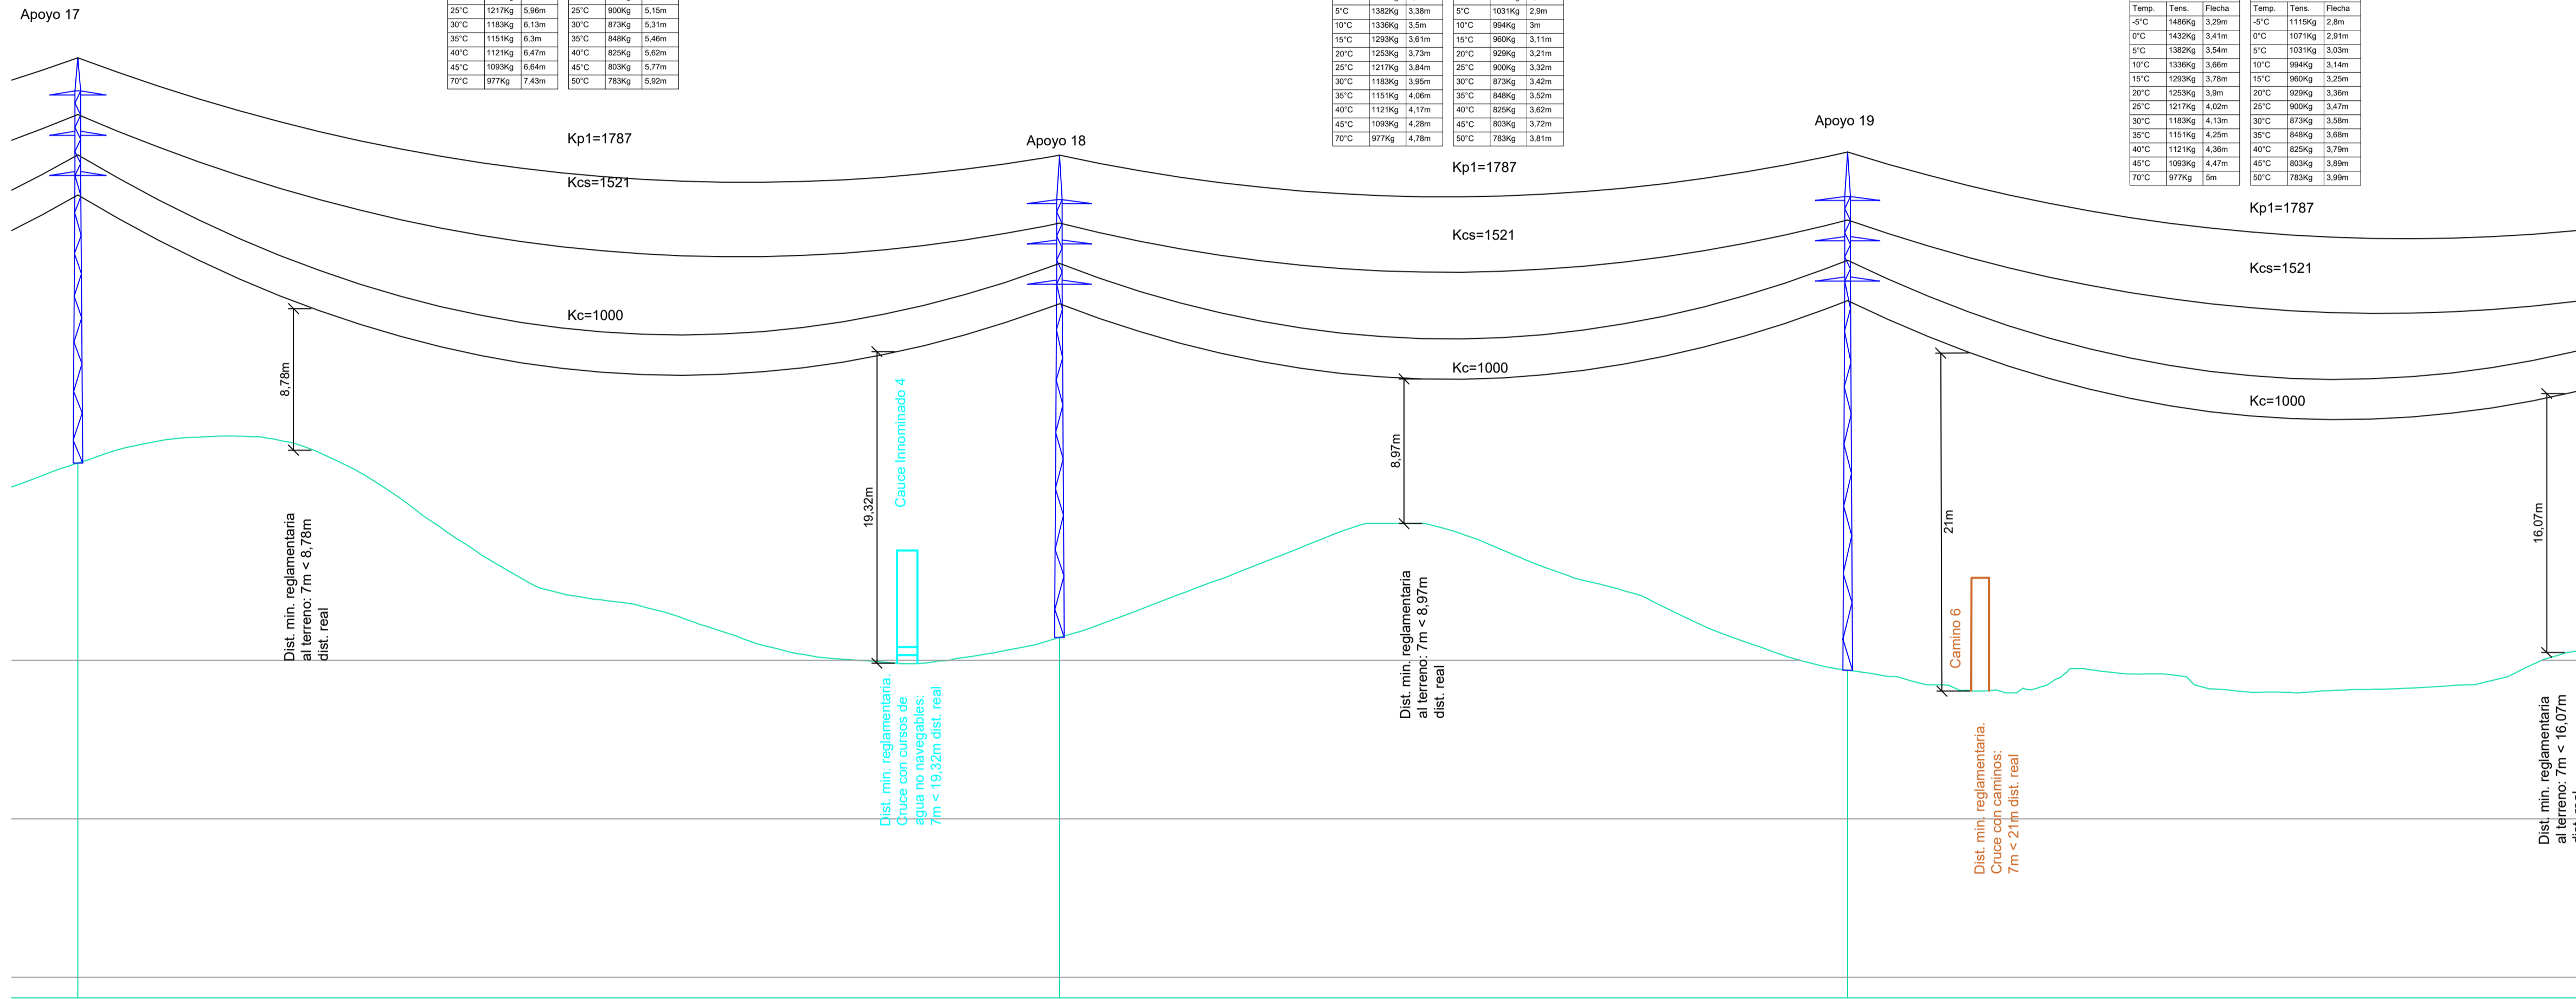 Apoyo 17
25°C 1217Kg 5,96m
30°C 1183Kg 6,13m
35°C 1151Kg 6,3m
40°C 1121Kg 6,47m
45°C 1093Kg 6,64m
70°C 977Kg 7,43m
25°C 900Kg 5,15m
30°C 873Kg 5,31m
35°C 848Kg 5,46m
40°C 825Kg 5,62m
45°C 803Kg 5,77m
50°C 783Kg 5,92m
Kp1=1787
Kcs=1521
Kc=1000
8,78m
Dist. min. reglamentaria
al terreno: 7m < 8,78m
dist. real
19,32m
Cauce Innominado 4
Dist. min. reglamentaria.
Cruce con cursos de
agua no navegables:
7m < 19,32m dist. real
Apoyo 18
5°C 1382Kg 3,38m
10°C 1336Kg 3,5m
15°C 1293Kg 3,61m
20°C 1253Kg 3,73m
25°C 1217Kg 3,84m
30°C 1183Kg 3,95m
35°C 1151Kg 4,06m
40°C 1121Kg 4,17m
45°C 1093Kg 4,28m
70°C 977Kg 4,78m
5°C 1031Kg 2,9m
10°C 994Kg 3m
15°C 960Kg 3,11m
20°C 929Kg 3,21m
25°C 900Kg 3,32m
30°C 873Kg 3,42m
35°C 848Kg 3,52m
40°C 825Kg 3,62m
45°C 803Kg 3,72m
50°C 783Kg 3,81m
Kp1=1787
Kcs=1521
Kc=1000
8,97m
Dist. min. reglamentaria
al terreno: 7m < 8,97m
dist. real
Apoyo 19
Temp. Tens. Flecha
-5°C 1486Kg 3,29m
0°C 1432Kg 3,41m
5°C 1382Kg 3,54m
10°C 1336Kg 3,66m
15°C 1293Kg 3,78m
20°C 1253Kg 3,9m
25°C 1217Kg 4,02m
30°C 1183Kg 4,13m
35°C 1151Kg 4,25m
40°C 1121Kg 4,36m
45°C 1093Kg 4,47m
70°C 977Kg 5m
Temp. Tens. Flecha
-5°C 1115Kg 2,8m
0°C 1071Kg 2,91m
5°C 1031Kg 3,03m
10°C 994Kg 3,14m
15°C 960Kg 3,25m
20°C 929Kg 3,36m
25°C 900Kg 3,47m
30°C 873Kg 3,58m
35°C 848Kg 3,68m
40°C 825Kg 3,79m
45°C 803Kg 3,89m
50°C 783Kg 3,99m
Kp1=1787
Kcs=1521
Kc=1000
21m
Camino 6
Dist. min. reglamentaria.
Cruce con caminos:
7m < 21m dist. real
16,07m
Dist. min. reglamentaria
al terreno: 7m < 16,07m